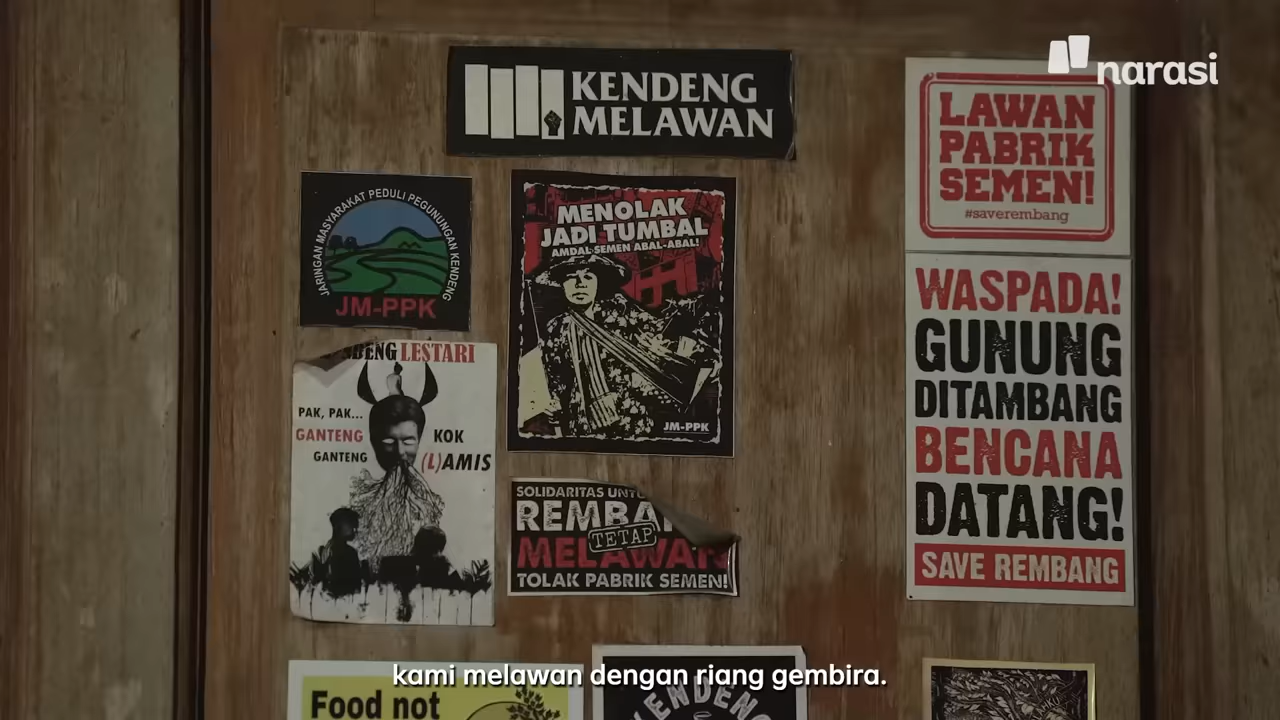 narasi
KENDENG
MELAWAN
LAWAN
PABRIK
SEMEN!
#saverembang
JARINGAN MASYARAKAT PEDULI PEGUNUNGAN KENDENG
JM-PPK
MENOLAK
JADI TUMBAL
AMDAL SEMEN ABAL-ABAL!
JM-PPK
WASPADA!
GUNUNG
DITAMBANG
BENCANA
DATANG!
SAVE REMBANG
LESTARI
PAK, PAK...
GANTENG
GANTENG
KOK
(L)AMIS
SOLIDARITAS
TETAP
MELAWAN
TOLAK PABRIK SEMEN!
kami melawan dengan riang gembira.
Food not
KENDENG